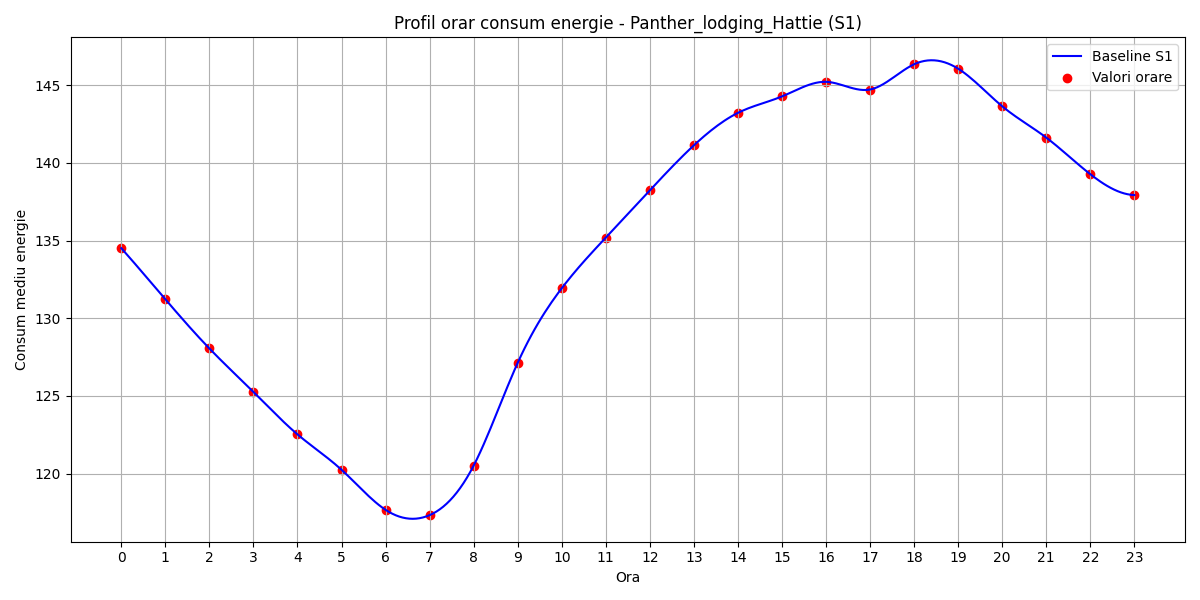 Profil orar consum energie - Panther_lodging_Hattie (S1)
Baseline S1
Valori orare
Consum mediu energie
145
140
135
130
125
120
0 1 2 3 4 5 6 7 8 9 10 11 12 13 14 15 16 17 18 19 20 21 22 23
Ora